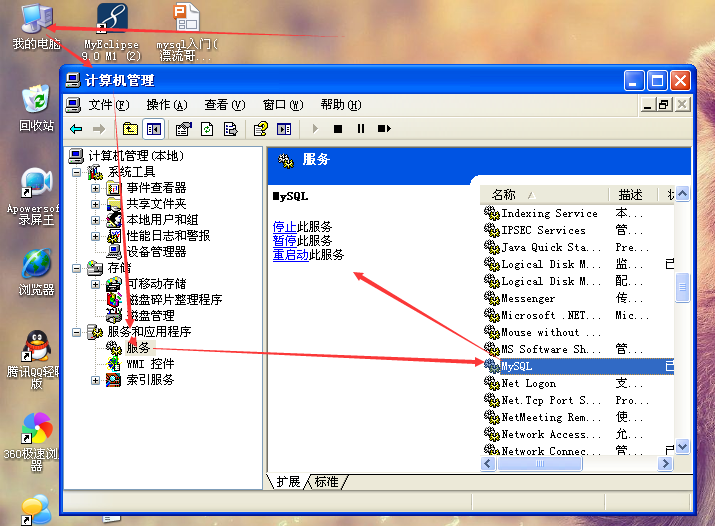 我的电脑
MyEclipse
9.0 M1 (2)
mysql入门(
漂流哥...
回收站
Apowersof
录屏王
浏览器
腾讯QQ轻聊
版
360极速浏览
器
计算机管理
文件(F) 操作(A) 查看(V) 窗口(W) 帮助(H)
计算机管理(本地)
系统工具
事件查看器
共享文件夹
本地用户和组
性能日志和警报
设备管理器
存储
可移动存储
磁盘碎片整理程序
磁盘管理
服务和应用程序
服务
WMI 控件
索引服务
服务
MySQL
停止此服务
暂停此服务
重启动此服务
名称 描述
Indexing Service 本...
IPSEC Services 管...
Java Quick Sta... Pre...
Logical Disk M... 监... 已
Logical Disk M... 配...
Messenger 传...
Microsoft .NET... Mic...
Mouse without ...
MS Software Sh... 管...
MySQL 已
Net Logon 支...
Net.Tcp Port S... Pro...
NetMeeting Rem... 使...
Network Access... 允...
Network Connec... 管... 已
扩展 标准